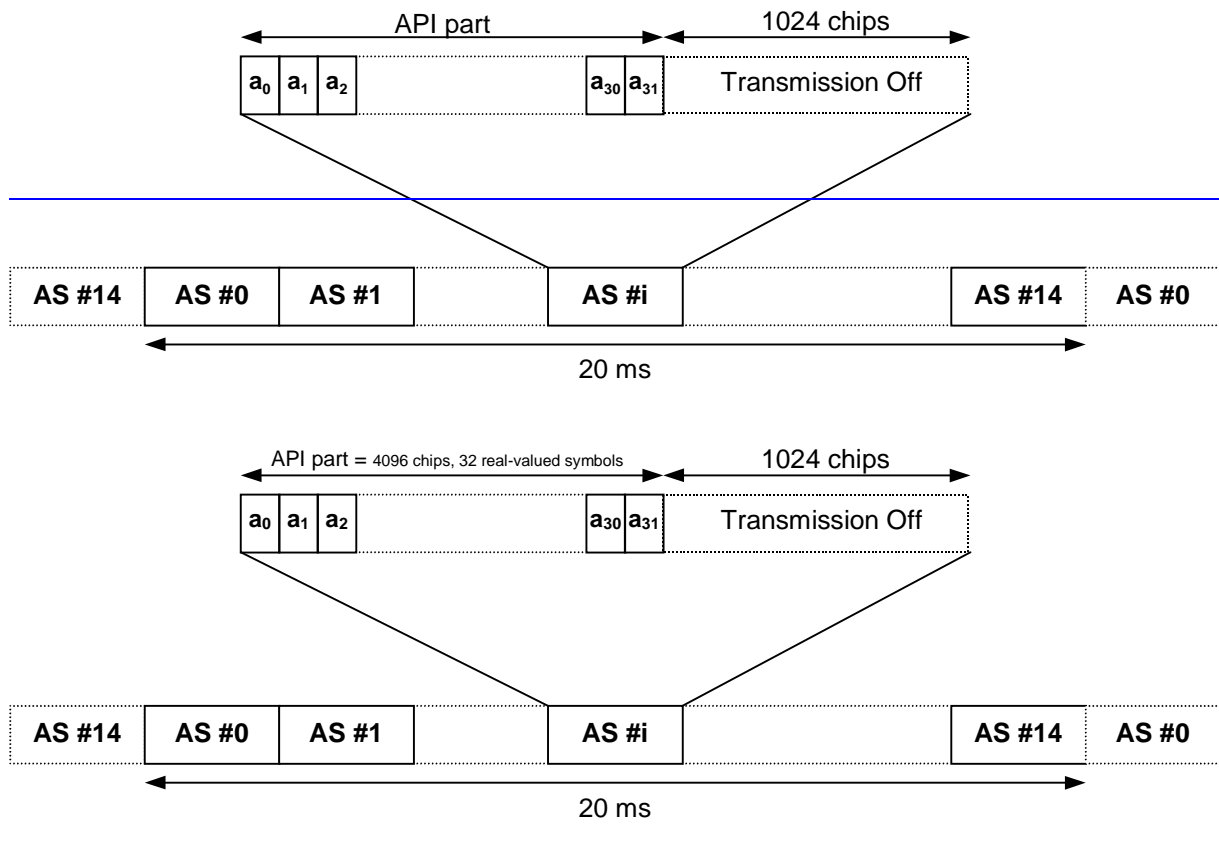 API part 1024 chips
a0 a1 a2 a30 a31 Transmission Off
AS #14 AS #0 AS #1 AS #i AS #14 AS #0
20 ms
API part = 4096 chips, 32 real-valued symbols 1024 chips
a0 a1 a2 a30 a31 Transmission Off
AS #14 AS #0 AS #1 AS #i AS #14 AS #0
20 ms